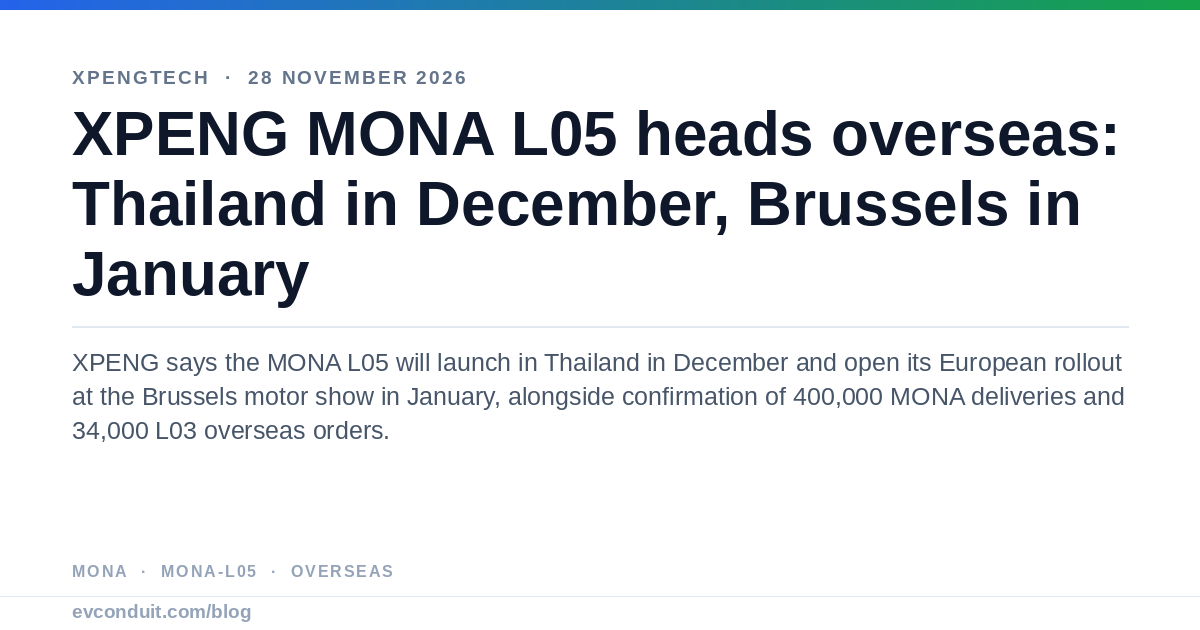 XPENGTECH · 28 NOVEMBER 2026
XPENG MONA L05 heads overseas:
Thailand in December, Brussels in
January
XPENG says the MONA L05 will launch in Thailand in December and open its European rollout
at the Brussels motor show in January, alongside confirmation of 400,000 MONA deliveries and
34,000 L03 overseas orders.
MONA · MONA-L05 · OVERSEAS
evconduit.com/blog